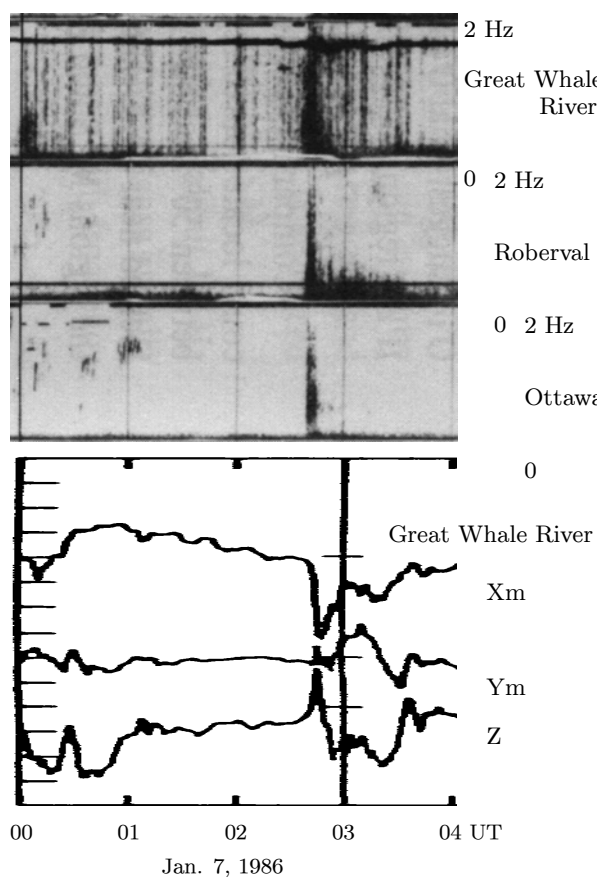 2 Hz
Great Whale
River
0 2 Hz
Roberval
0 2 Hz
Ottawa
0
Great Whale River
Xm
Ym
Z
00 01 02 03 04 UT
Jan. 7, 1986